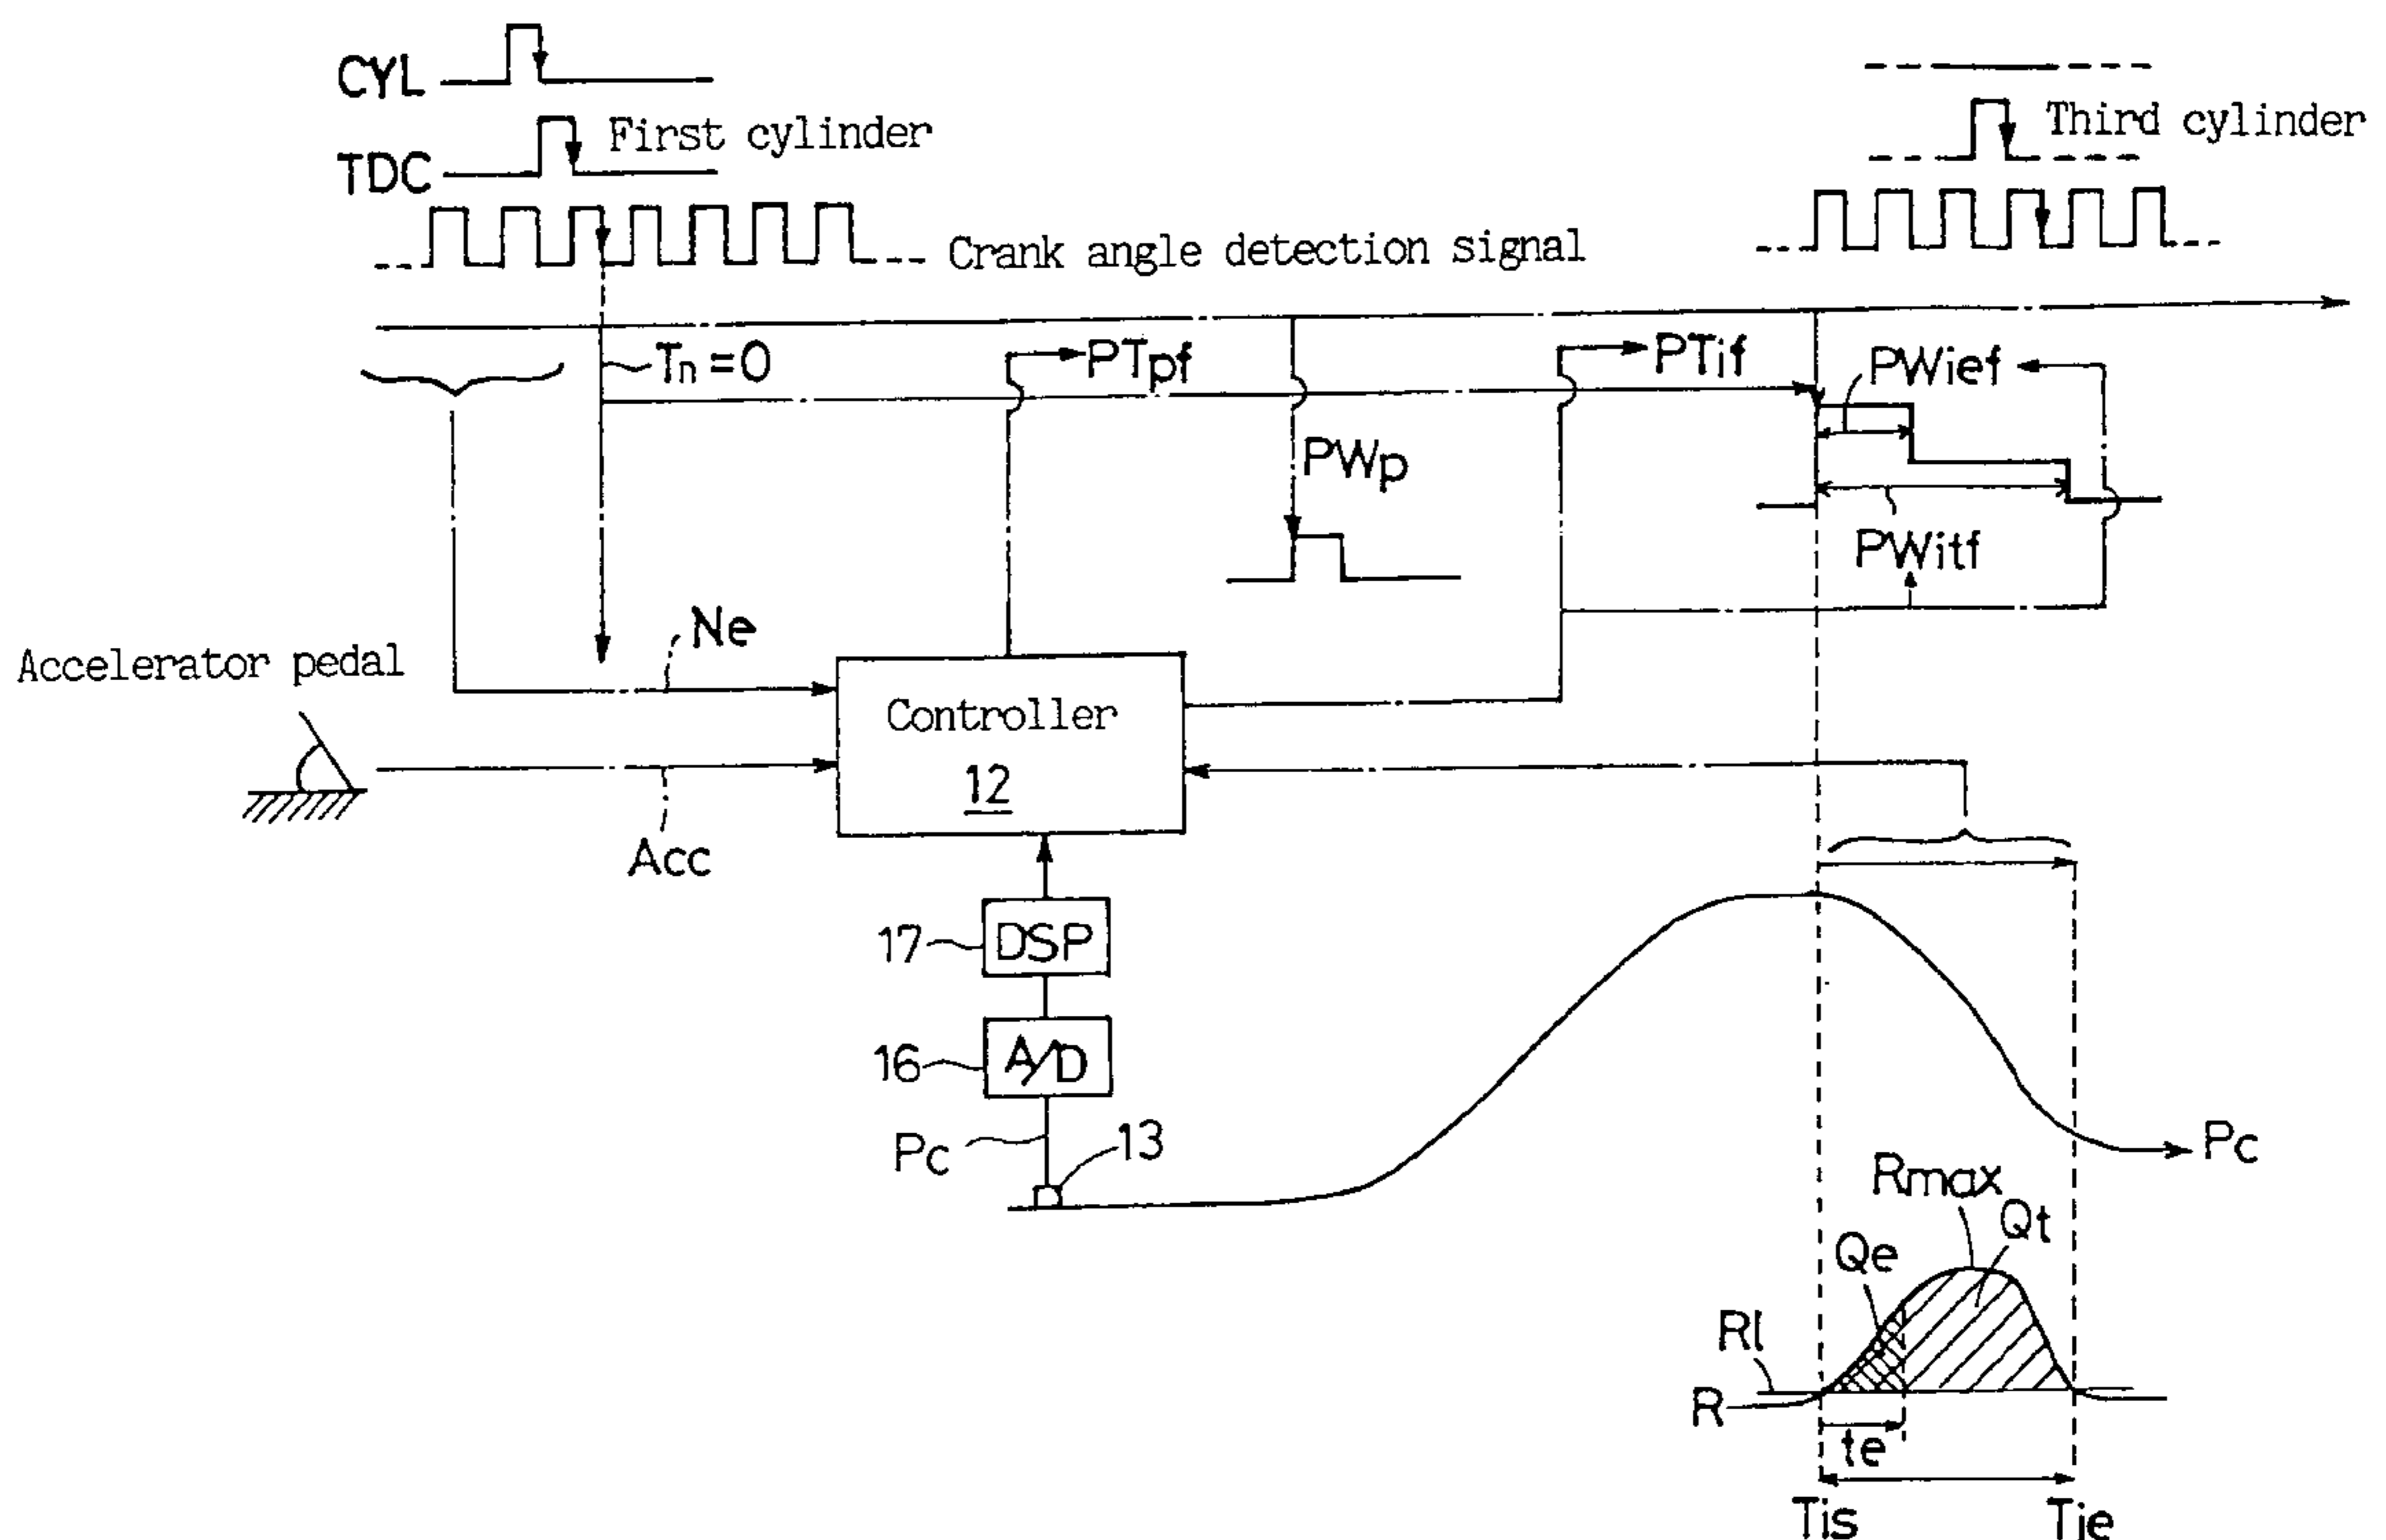 CYL
First cylinder
Third cylinder
TDC
Crank angle detection signal
Tn=0
PTpf
PTif
PWief
PWp
PWitf
Ne
Accelerator pedal
Controller
12
Acc
17
DSP
16
A/D
Pc
13
Pc
Rmax
Qt
Qe
Rl
R
te
Tis
Tie